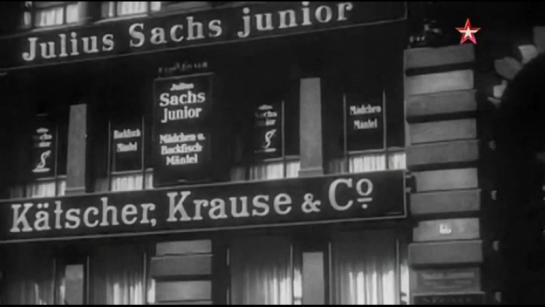 Julius Sachs junior
Julius
Sachs
junior
Mädchen u.
Backfisch
Mäntel
Backfisch
Mäntel
Sachs
junior
Mädchen
Mäntel
Kätscher, Krause & Co.